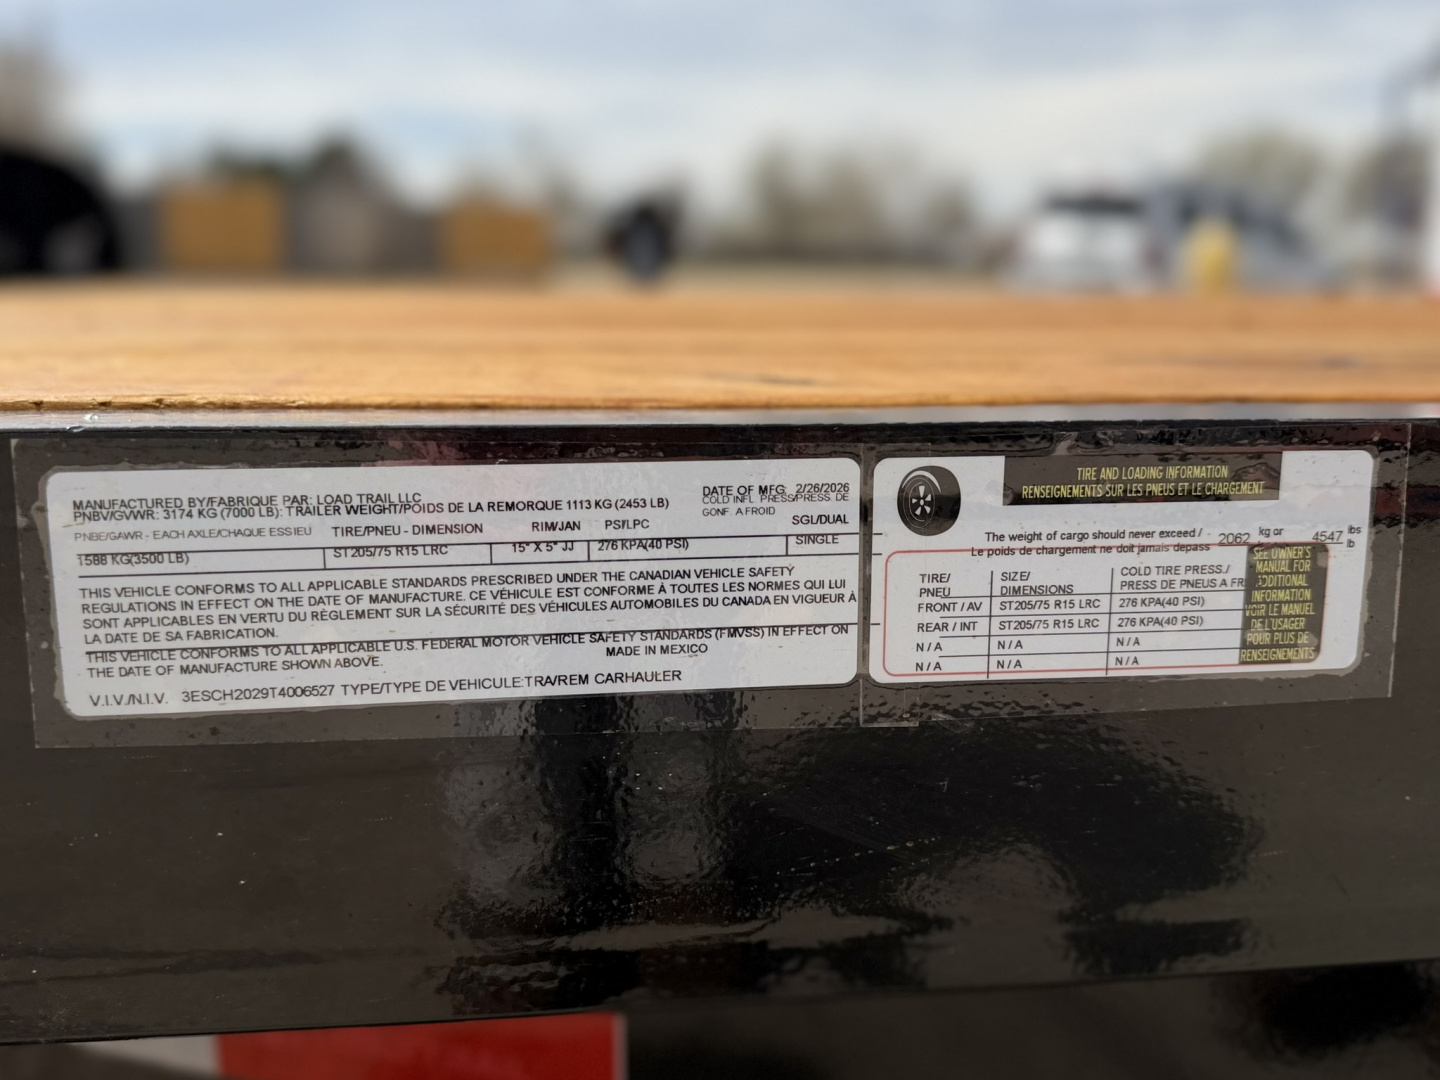 MANUFACTURED BY/FABRIQUE PAR: LOAD TRAIL LLC
DATE OF MFG: 2/26/2026
PNBV/GVWR: 3174 KG (7000 LB): TRAILER WEIGHT/POIDS DE LA REMORQUE 1113 KG (2453 LB)
COLD INFL. PRESS/PRESS. DE
GONF. A FROID
PNBE/GAWR - EACH AXLE/CHAQUE ESSIEU TIRE/PNEU - DIMENSION RIM/JAN PSI/LPC SGL/DUAL
1588 KG(3500 LB) ST205/75 R15 LRC 15" X 5" JJ 276 KPA(40 PSI) SINGLE
THIS VEHICLE CONFORMS TO ALL APPLICABLE STANDARDS PRESCRIBED UNDER THE CANADIAN VEHICLE SAFETY
REGULATIONS IN EFFECT ON THE DATE OF MANUFACTURE. CE VÉHICULE EST CONFORME À TOUTES LES NORMES QUI LUI
SONT APPLICABLES EN VERTU DU RÈGLEMENT SUR LA SÉCURITÉ DES VÉHICULES AUTOMOBILES DU CANADA EN VIGUEUR À
LA DATE DE SA FABRICATION.
THIS VEHICLE CONFORMS TO ALL APPLICABLE U.S. FEDERAL MOTOR VEHICLE SAFETY STANDARDS (FMVSS) IN EFFECT ON
THE DATE OF MANUFACTURE SHOWN ABOVE.
MADE IN MEXICO
V.I.V./N.I.V. 3ESCH2029T4006527 TYPE/TYPE DE VEHICULE:TRA/REM CARHAULER
TIRE AND LOADING INFORMATION
RENSEIGNEMENTS SUR LES PNEUS ET LE CHARGEMENT
The weight of cargo should never exceed / 2062 kg or 4547 lbs
Le poids de chargement ne doit jamais depass lb
TIRE/ SIZE/ COLD TIRE PRESS./
PNEU DIMENSIONS PRESS DE PNEUS A FR
FRONT / AV ST205/75 R15 LRC 276 KPA(40 PSI)
REAR / INT ST205/75 R15 LRC 276 KPA(40 PSI)
N / A N / A N / A
N / A N / A N / A
SEE OWNER'S
MANUAL FOR
ADDITIONAL
INFORMATION
VOIR LE MANUEL
DE L'USAGER
POUR PLUS DE
RENSEIGNEMENTS